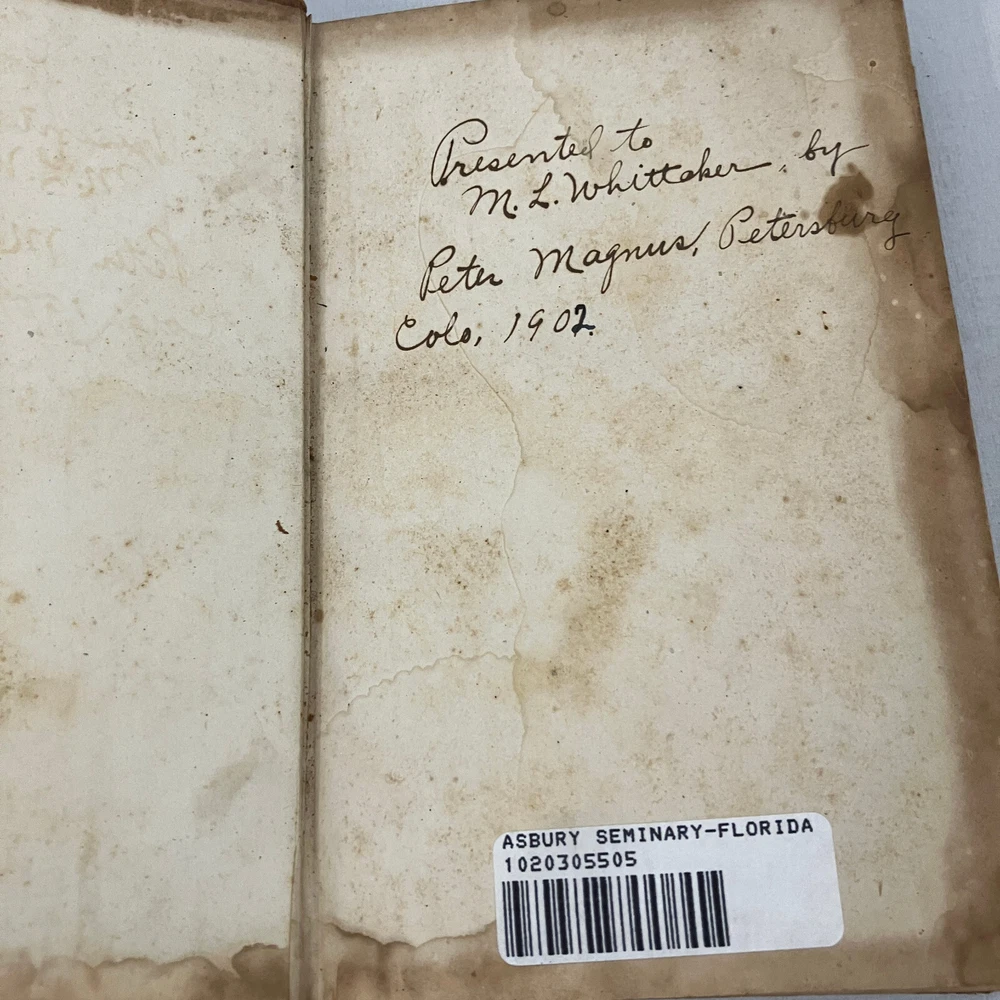 Presented to
M. L. Whittaker, by
Peter Magnus, Petersburg
Colo, 1902.
ASBURY SEMINARY-FLORIDA
1020305505